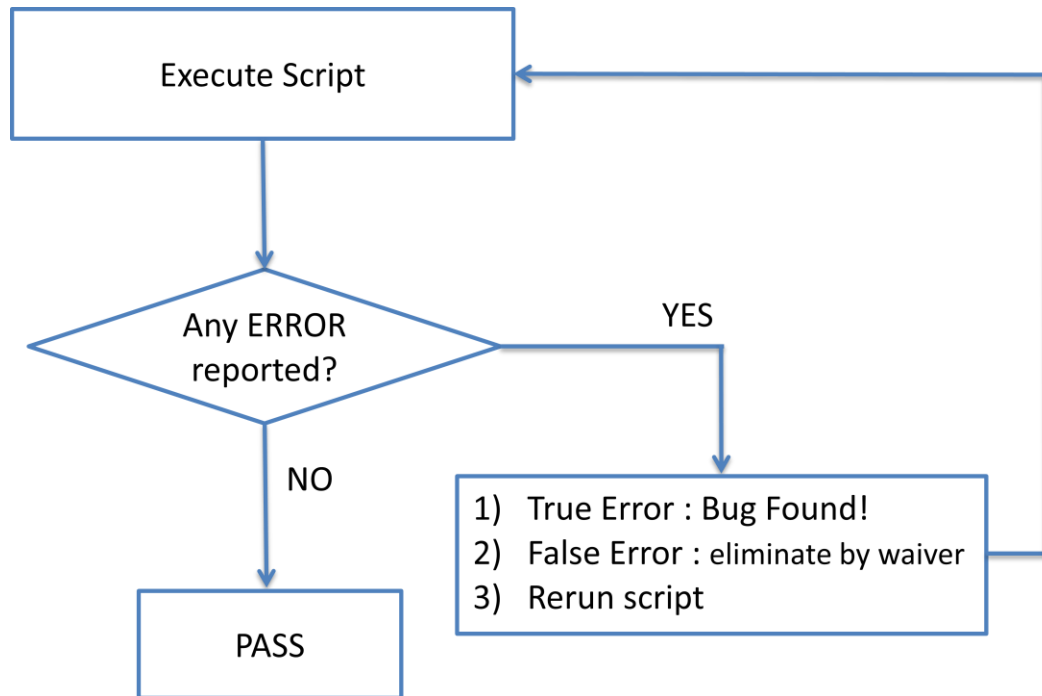 Execute Script
Any ERROR
reported?
YES
NO
1) True Error : Bug Found!
2) False Error : eliminate by waiver
3) Rerun script
PASS